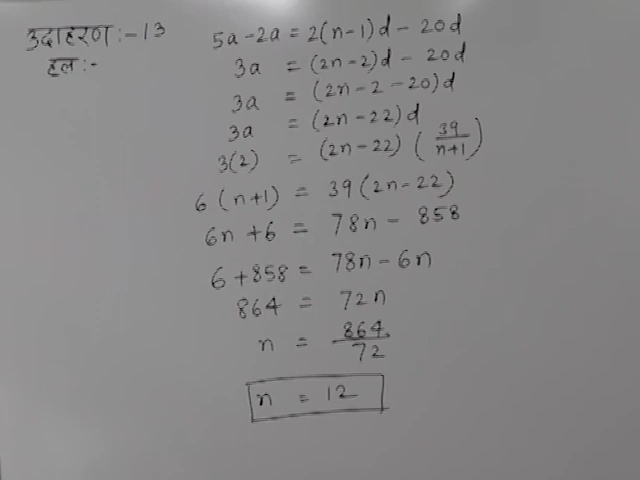 उदाहरण :- 13
हल :-
5a - 2a = 2(n-1)d - 20d
3a = (2n-2)d - 20d
3a = (2n-2-20)d
3a = (2n-22)d
3(2) = (2n-22) (39/n+1)
6(n+1) = 39(2n-22)
6n+6 = 78n - 858
6+858 = 78n - 6n
864 = 72n
n = 864/72
n = 12